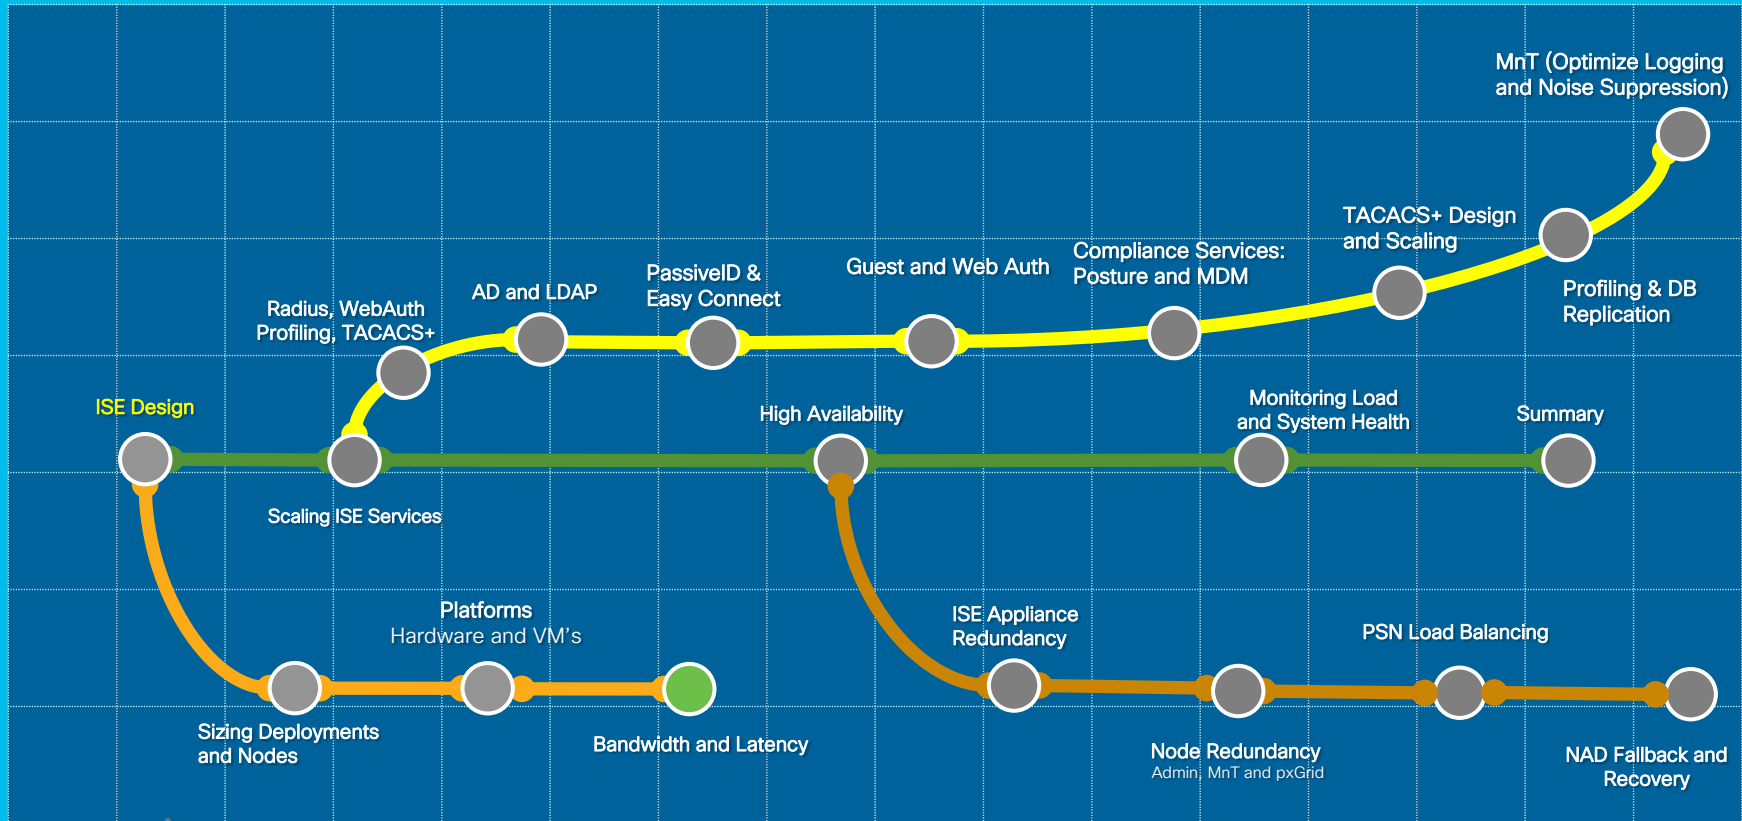 MnT (Optimize Logging
and Noise Suppression)
TACACS+ Design
and Scaling
Compliance Services:
Posture and MDM
Guest and Web Auth
PassiveID &
Easy Connect
AD and LDAP
Radius, WebAuth
Profiling, TACACS+
Profiling & DB
Replication
ISE Design
High Availability
Monitoring Load
and System Health
Summary
Scaling ISE Services
Platforms
Hardware and VM's
ISE Appliance
Redundancy
PSN Load Balancing
Sizing Deployments
and Nodes
Bandwidth and Latency
Node Redundancy
Admin, MnT and pxGrid
NAD Fallback and
Recovery